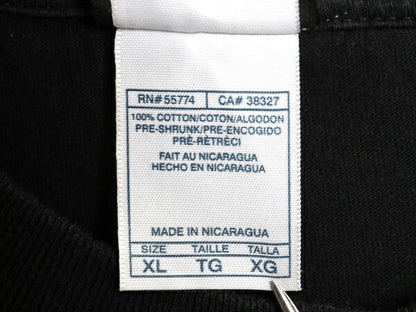 RN# 55774 CA# 38327
100% COTTON/COTON/ALGODON
PRE-SHRUNK/PRE-ENCOGIDO
PRÉ-RÉTRÉCI
FAIT AU NICARAGUA
HECHO EN NICARAGUA
MADE IN NICARAGUA
SIZE TAILLE TALLA
XL TG XG